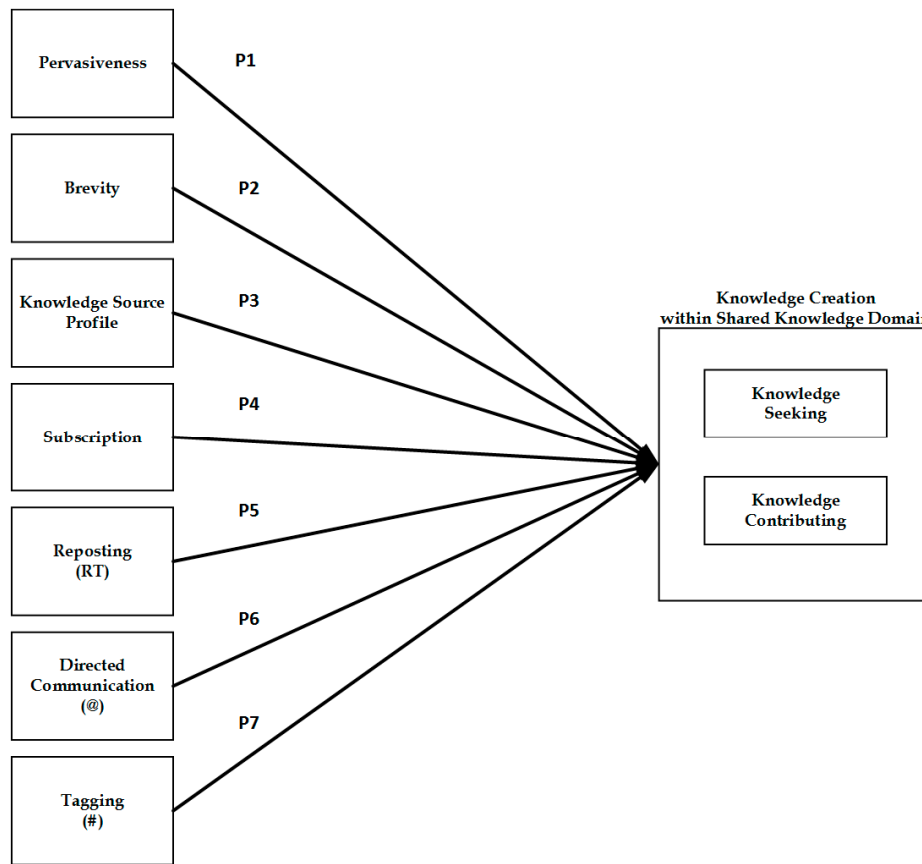 Pervasiveness
P1
Brevity
P2
Knowledge Source
Profile
P3
Subscription
P4
Reposting
(RT)
P5
Directed
Communication
(@)
P6
Tagging
(#)
P7
Knowledge Creation
within Shared Knowledge Domain
Knowledge
Seeking
Knowledge
Contributing